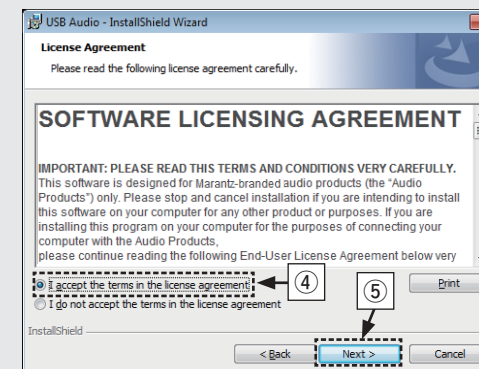 USB Audio - InstallShield Wizard
License Agreement
Please read the following license agreement carefully.
SOFTWARE LICENSING AGREEMENT
IMPORTANT: PLEASE READ THIS TERMS AND CONDITIONS VERY CAREFULLY.
This software is designed for Marantz-branded audio products (the “Audio
Products”) only. Please stop and cancel installation if you are intending to install
this software on your computer for any other product or purposes. If you are
installing this program on your computer for the purposes of connecting your
computer with the Audio Products,
please continue reading the following End-User License Agreement below very
I accept the terms in the license agreement
④
I do not accept the terms in the license agreement
⑤
Print
InstallShield
< Back
Next >
Cancel